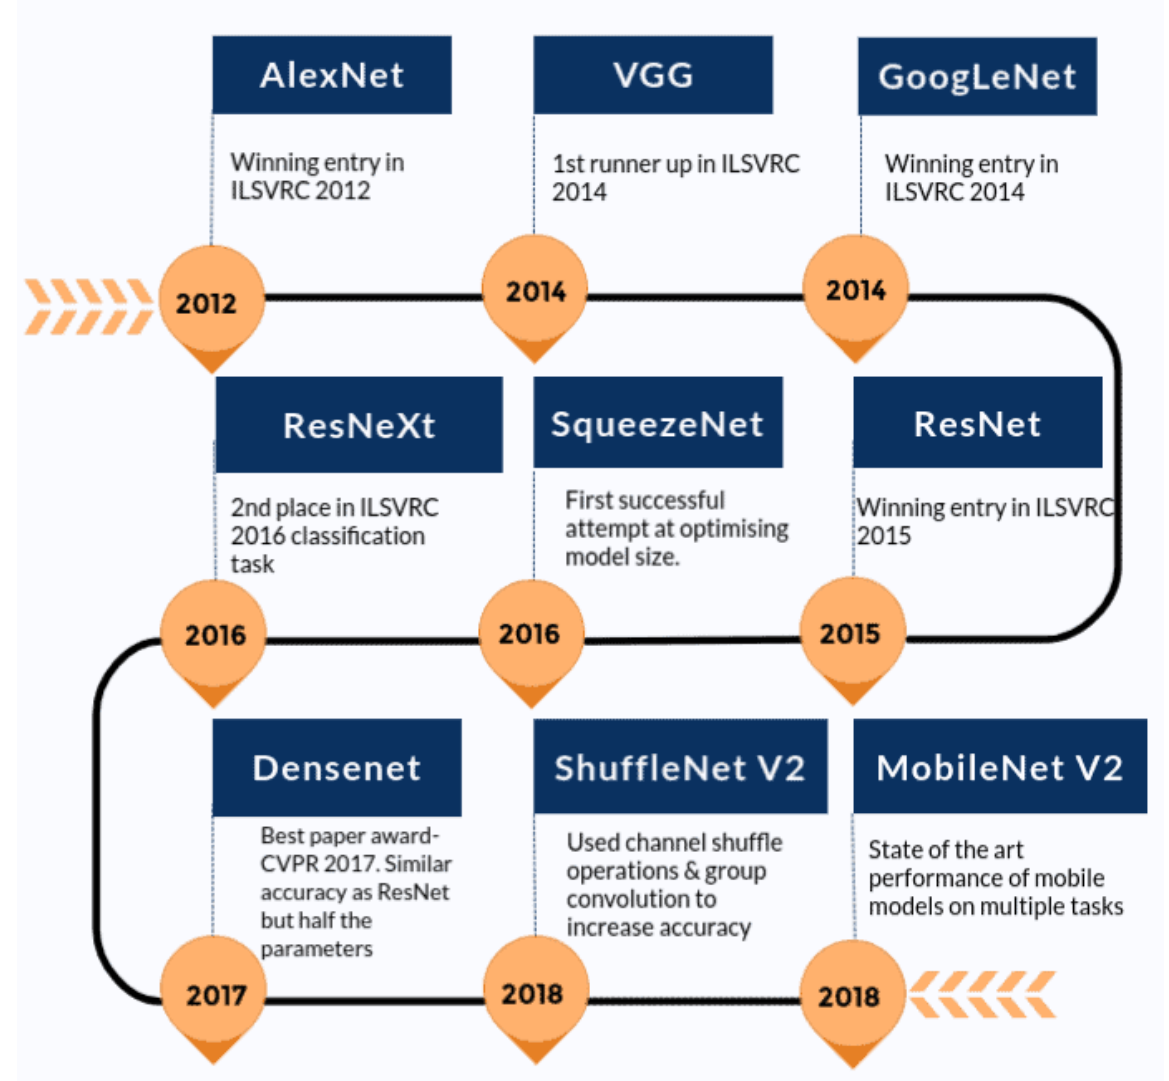 AlexNet
Winning entry in
ILSVRC 2012
2012
VGG
1st runner up in ILSVRC
2014
2014
GoogLeNet
Winning entry in
ILSVRC 2014
2014
ResNet
Winning entry in ILSVRC
2015
2015
SqueezeNet
First successful
attempt at optimising
model size.
2016
ResNeXt
2nd place in ILSVRC
2016 classification
task
2016
Densenet
Best paper award-
CVPR 2017. Similar
accuracy as ResNet
but half the
parameters
2017
ShuffleNet V2
Used channel shuffle
operations & group
convolution to
increase accuracy
2018
MobileNet V2
State of the art
performance of mobile
models on multiple tasks
2018